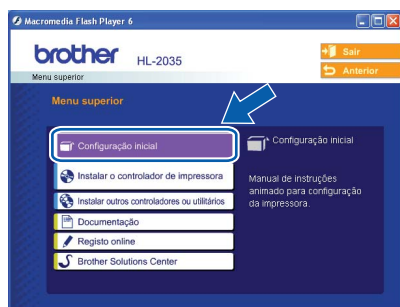 Macromedia Flash Player 6
brother HL-2035
Sair
Anterior
Menu superior
Menu superior
Configuração inicial
Instalar o controlador de impressora
Instalar outros controladores ou utilitários
Documentação
Registo online
Brother Solutions Center
Configuração inicial
Manual de instruções
animado para configuração
da impressora.